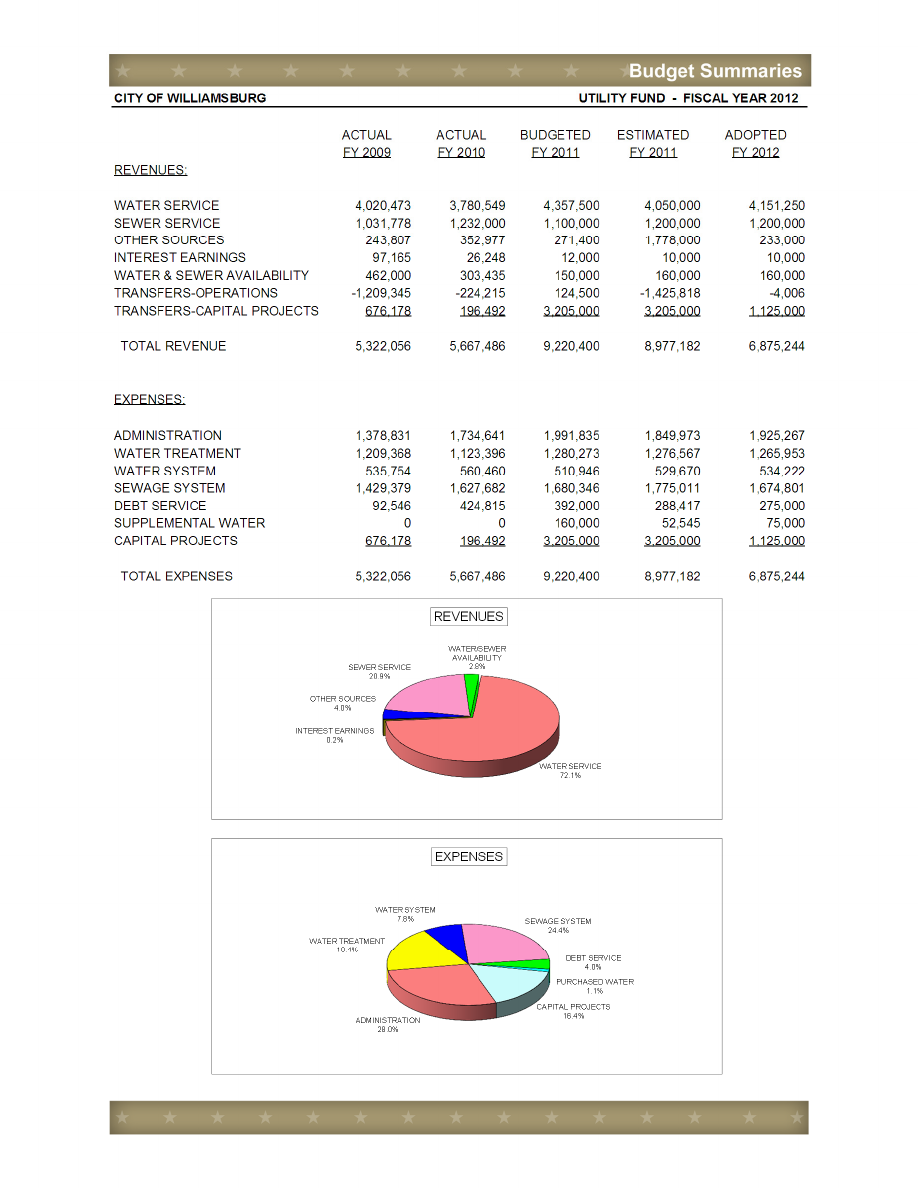 Budget Summaries
CITY OF WILLIAMSBURG UTILITY FUND - FISCAL YEAR 2012
ACTUAL ACTUAL BUDGETED ESTIMATED ADOPTED
FY 2009 FY 2010 FY 2011 FY 2011 FY 2012
REVENUES:
WATER SERVICE 4,020,473 3,780,549 4,357,500 4,050,000 4,151,250
SEWER SERVICE 1,031,778 1,232,000 1,100,000 1,200,000 1,200,000
OTHER SOURCES 243,807 352,977 271,400 1,778,000 233,000
INTEREST EARNINGS 97,165 26,248 12,000 10,000 10,000
WATER & SEWER AVAILABILITY 462,000 303,435 150,000 160,000 160,000
TRANSFERS-OPERATIONS -1,209,345 -224,215 124,500 -1,425,818 -4,006
TRANSFERS-CAPITAL PROJECTS 676,178 196,492 3,205,000 3,205,000 1,125,000
TOTAL REVENUE 5,322,056 5,667,486 9,220,400 8,977,182 6,875,244
EXPENSES:
ADMINISTRATION 1,378,831 1,734,641 1,991,835 1,849,973 1,925,267
WATER TREATMENT 1,209,368 1,123,396 1,280,273 1,276,567 1,265,953
WATER SYSTEM 535,754 560,460 510,946 529,670 534,222
SEWAGE SYSTEM 1,429,379 1,627,682 1,680,346 1,775,011 1,674,801
DEBT SERVICE 92,546 424,815 392,000 288,417 275,000
SUPPLEMENTAL WATER 0 0 160,000 52,545 75,000
CAPITAL PROJECTS 676,178 196,492 3,205,000 3,205,000 1,125,000
TOTAL EXPENSES 5,322,056 5,667,486 9,220,400 8,977,182 6,875,244
REVENUES
WATER/SEWER
AVAILABILITY
2.8%
SEWER SERVICE
20.9%
OTHER SOURCES
4.0%
INTEREST EARNINGS
0.2%
WATER SERVICE
72.1%
EXPENSES
WATER SYSTEM
7.8%
SEWAGE SYSTEM
24.4%
WATER TREATMENT
DEBT SERVICE
4.0%
PURCHASED WATER
1.1%
CAPITAL PROJECTS
16.4%
ADMINISTRATION
28.0%